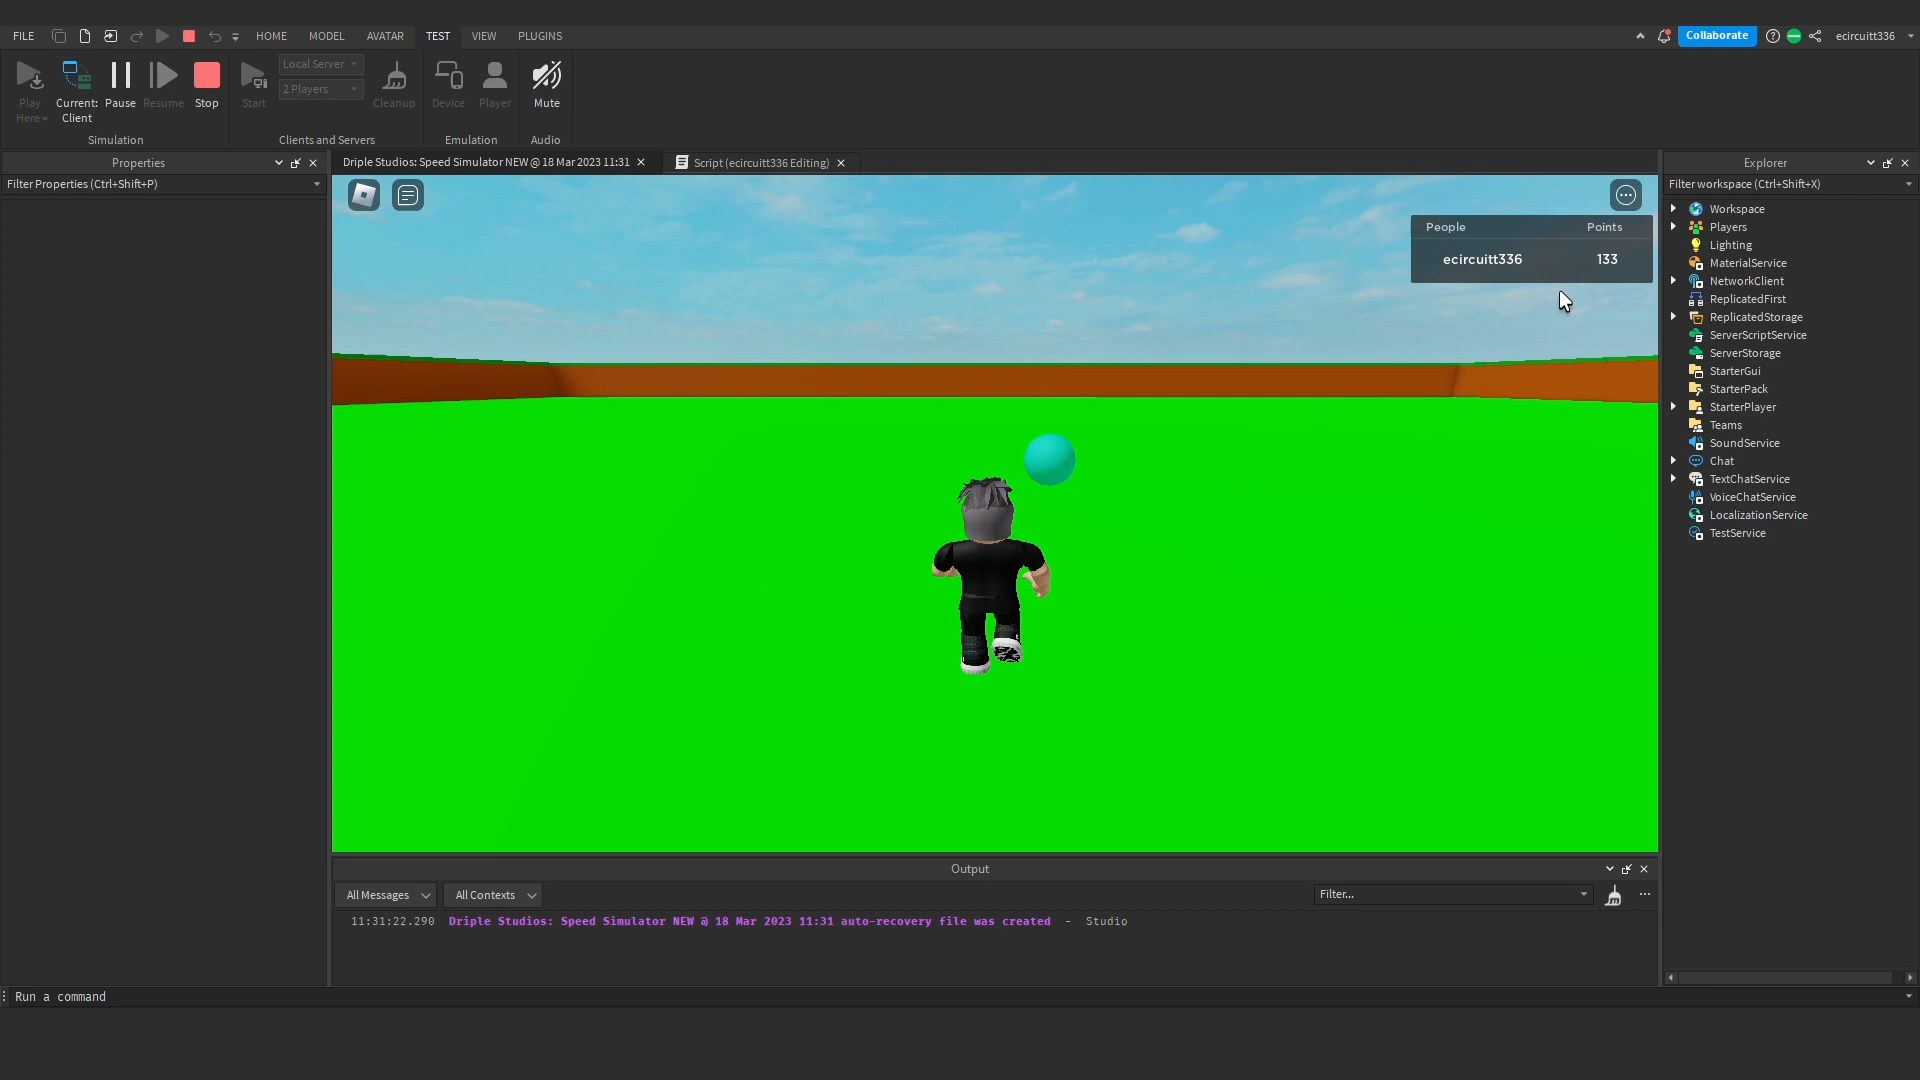 FILE HOME MODEL AVATAR TEST VIEW PLUGINS Collaborate ecircuitt336
Play Here Current: Client Pause Resume Stop
Start Local Server 2 Players Cleanup
Device Player Mute
Simulation Clients and Servers Emulation Audio
Properties
Filter Properties (Ctrl+Shift+P)
Driple Studios: Speed Simulator NEW @ 18 Mar 2023 11:31
Script (ecircuitt336 Editing)
People Points
ecircuitt336 133
Output
All Messages All Contexts Filter...
11:31:22.290 Driple Studios: Speed Simulator NEW @ 18 Mar 2023 11:31 auto-recovery file was created - Studio
Explorer
Filter workspace (Ctrl+Shift+X)
Workspace
Players
Lighting
MaterialService
NetworkClient
ReplicatedFirst
ReplicatedStorage
ServerScriptService
ServerStorage
StarterGui
StarterPack
StarterPlayer
Teams
SoundService
Chat
TextChatService
VoiceChatService
LocalizationService
TestService
Run a command